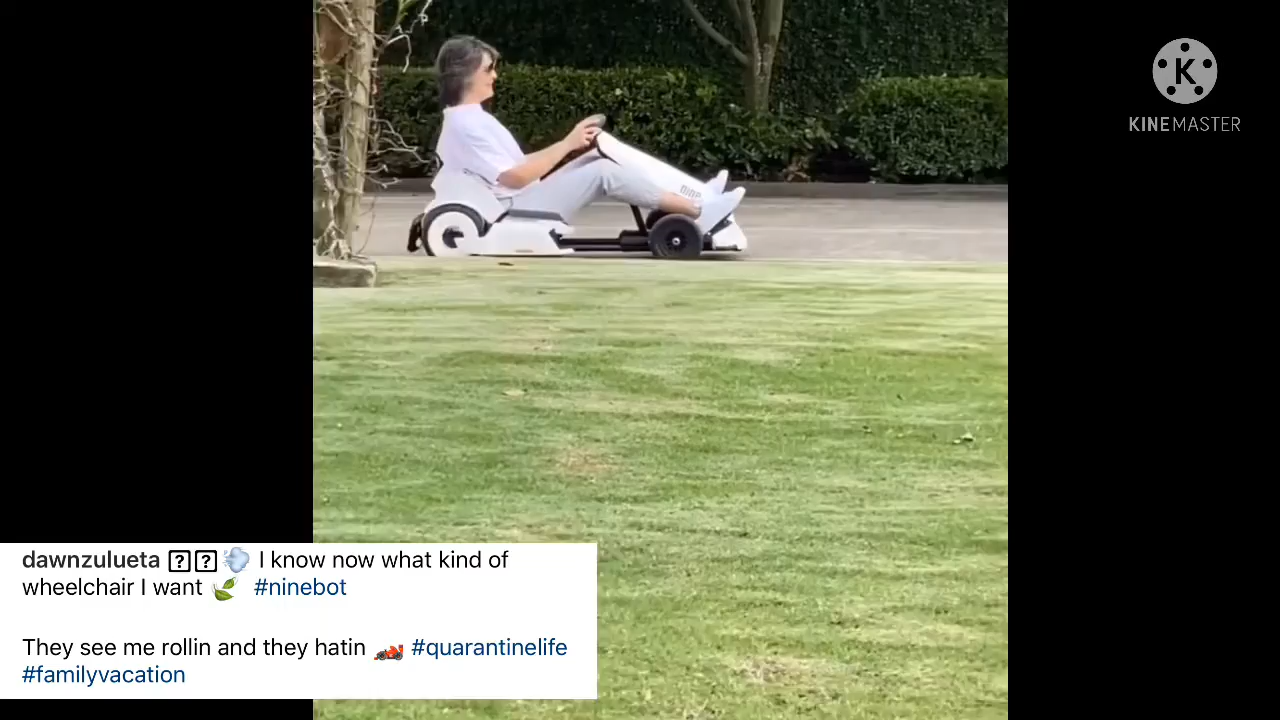 K
KINEMASTER
dawnzulueta 💨 I know now what kind of
wheelchair I want 🍃 #ninebot
They see me rollin and they hatin 🏎️ #quarantinelife
#familyvacation